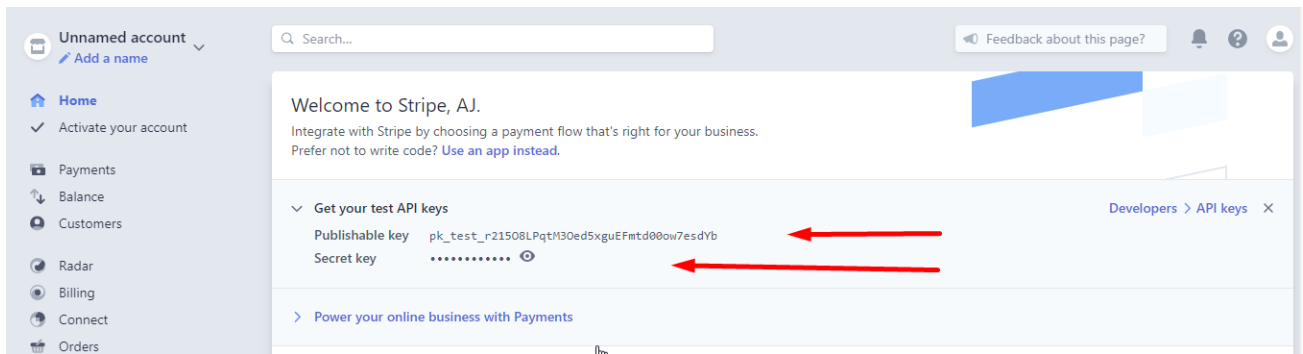 Unnamed account
Add a name
Search...
Feedback about this page?
Home
Activate your account
Payments
Balance
Customers
Radar
Billing
Connect
Orders
Welcome to Stripe, AJ.
Integrate with Stripe by choosing a payment flow that's right for your business.
Prefer not to write code? Use an app instead.
Get your test API keys
Developers > API keys
Publishable key pk_test_r215O8LPqtM3Oed5xguEFmtd00ow7esdYb
Secret key ••••••••••••
Power your online business with Payments